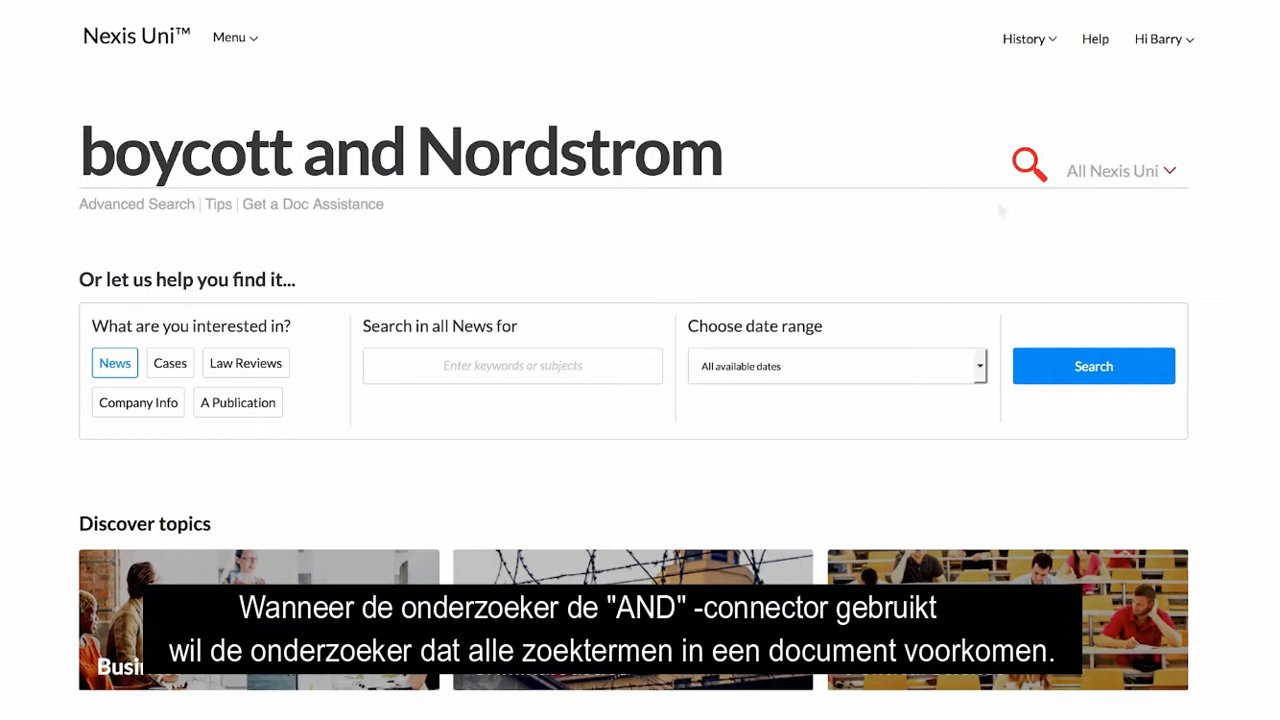 Nexis Uni™ Menu
History Help Hi Barry
boycott and Nordstrom
All Nexis Uni
Advanced Search | Tips | Get a Doc Assistance
Or let us help you find it...
What are you interested in?
News Cases Law Reviews
Company Info A Publication
Search in all News for
Enter keywords or subjects
Choose date range
All available dates
Search
Discover topics
Wanneer de onderzoeker de "AND" -connector gebruikt
wil de onderzoeker dat alle zoektermen in een document voorkomen.